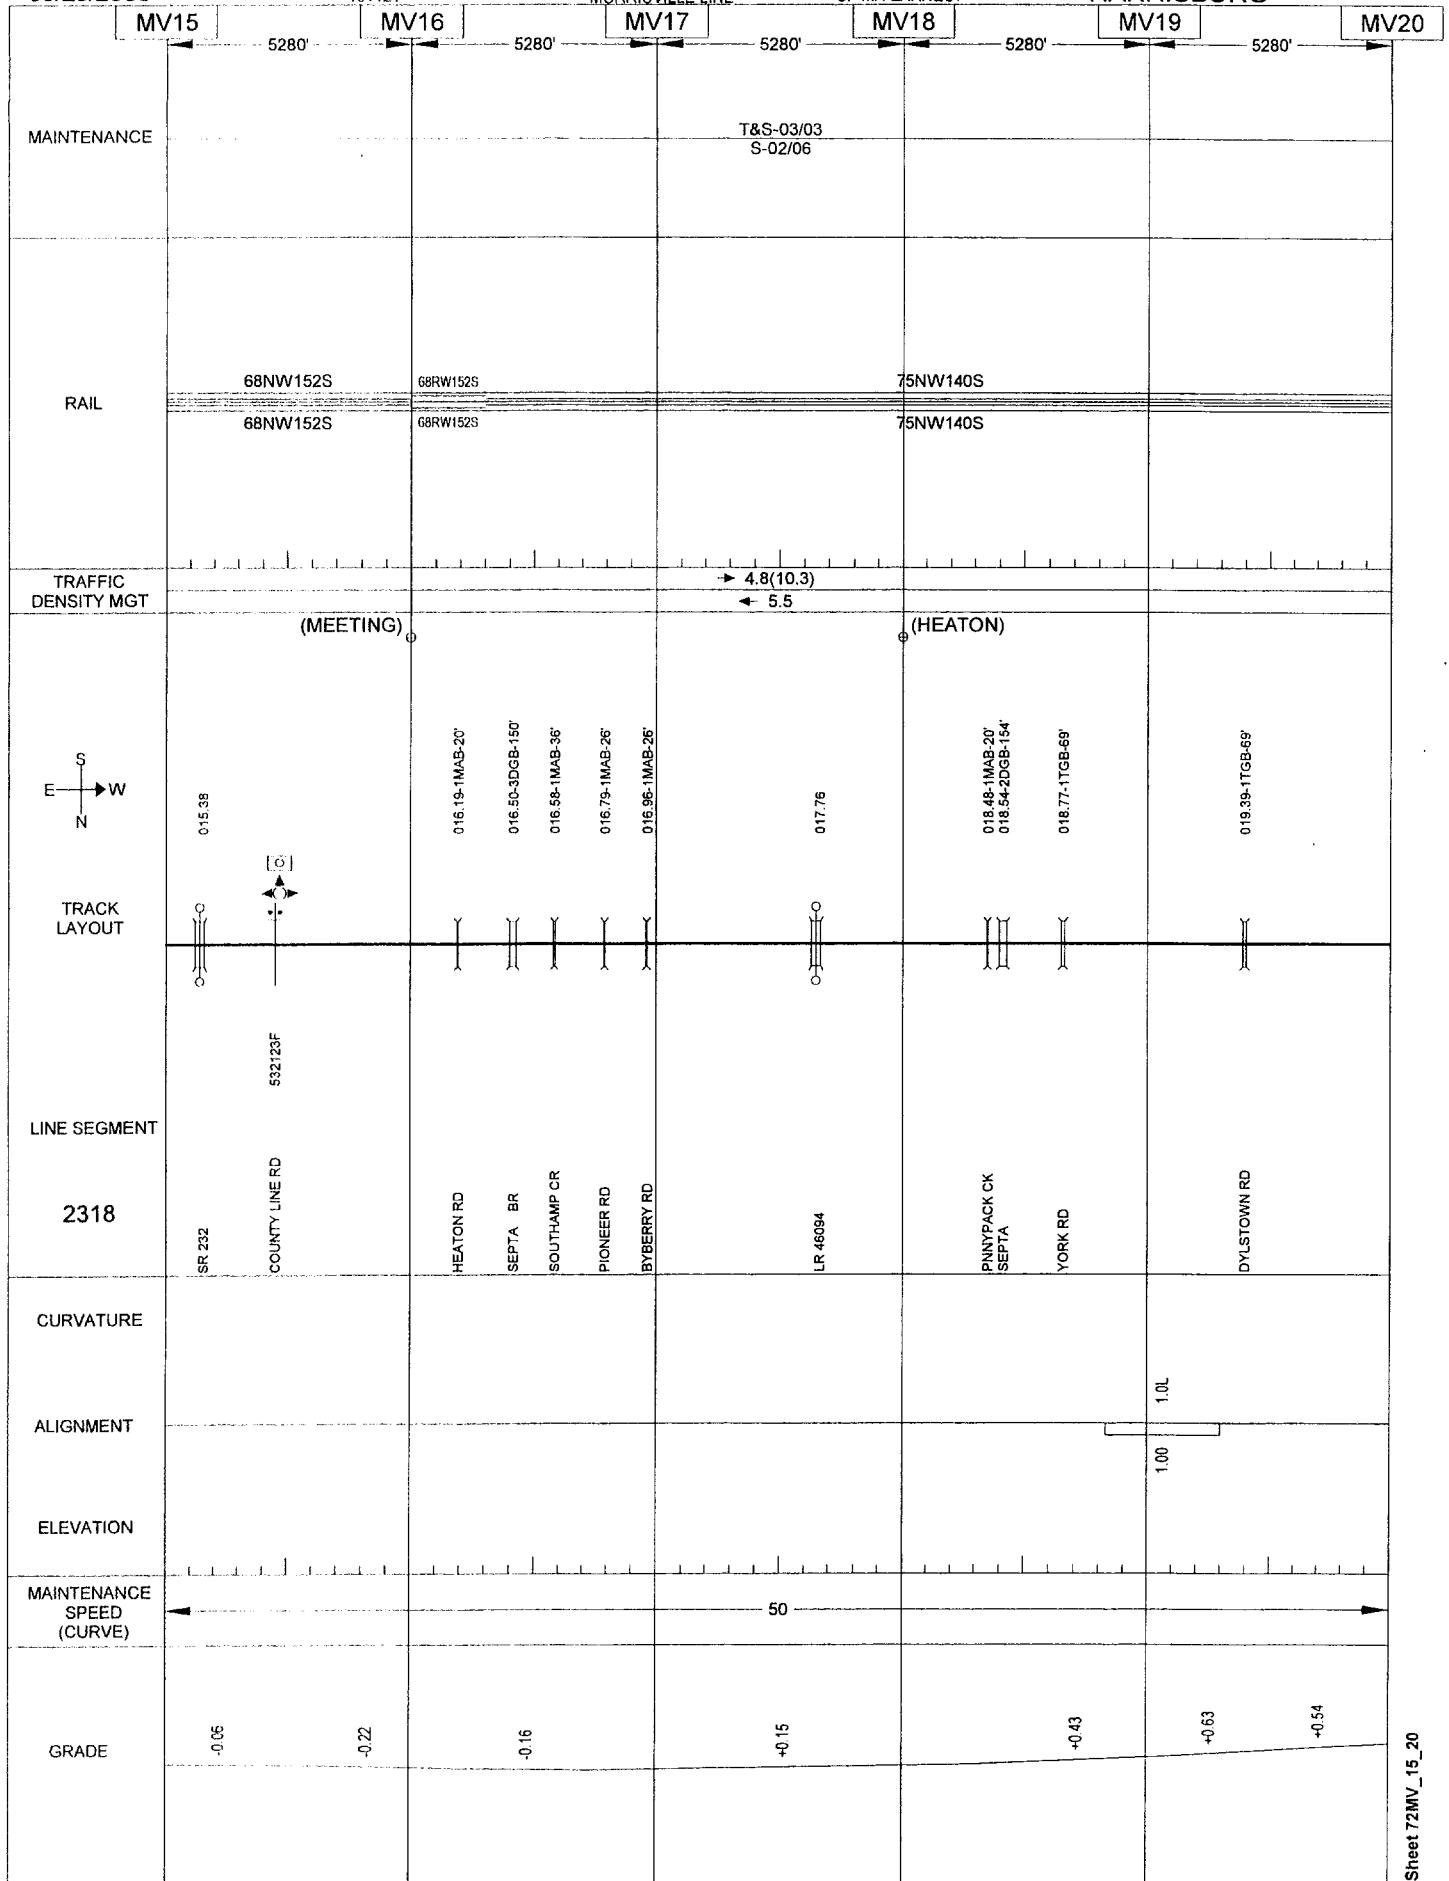 MV15 MV16 MV17 MV18 MV19 MV20
5280' 5280' 5280' 5280' 5280'
MAINTENANCE
T&S-03/03
S-02/06
RAIL
68NW152S 68RW152S 75NW140S
68NW152S 68RW152S 75NW140S
TRAFFIC
DENSITY MGT
4.8(10.3)
5.5
(MEETING) (HEATON)
S
E W
N
015.38
016.19-1MAB-20'
016.50-3DGB-150'
016.58-1MAB-36'
016.79-1MAB-26'
016.96-1MAB-26'
017.76
018.48-1MAB-20'
018.54-2DGB-154'
018.77-1TGB-69'
019.39-1TGB-69'
TRACK
LAYOUT
532123F
LINE SEGMENT
2318
SR 232
COUNTY LINE RD
HEATON RD
SEPTA BR
SOUTHAMP CR
PIONEER RD
BYBERRY RD
LR 46094
PNNYPACK CK
SEPTA
YORK RD
DYLSTOWN RD
CURVATURE
1.0L
ALIGNMENT
1.00
ELEVATION
MAINTENANCE
SPEED
(CURVE)
50
GRADE
-0.06
-0.22
-0.16
+0.15
+0.43
+0.63
+0.54
Sheet 72MV_15_20